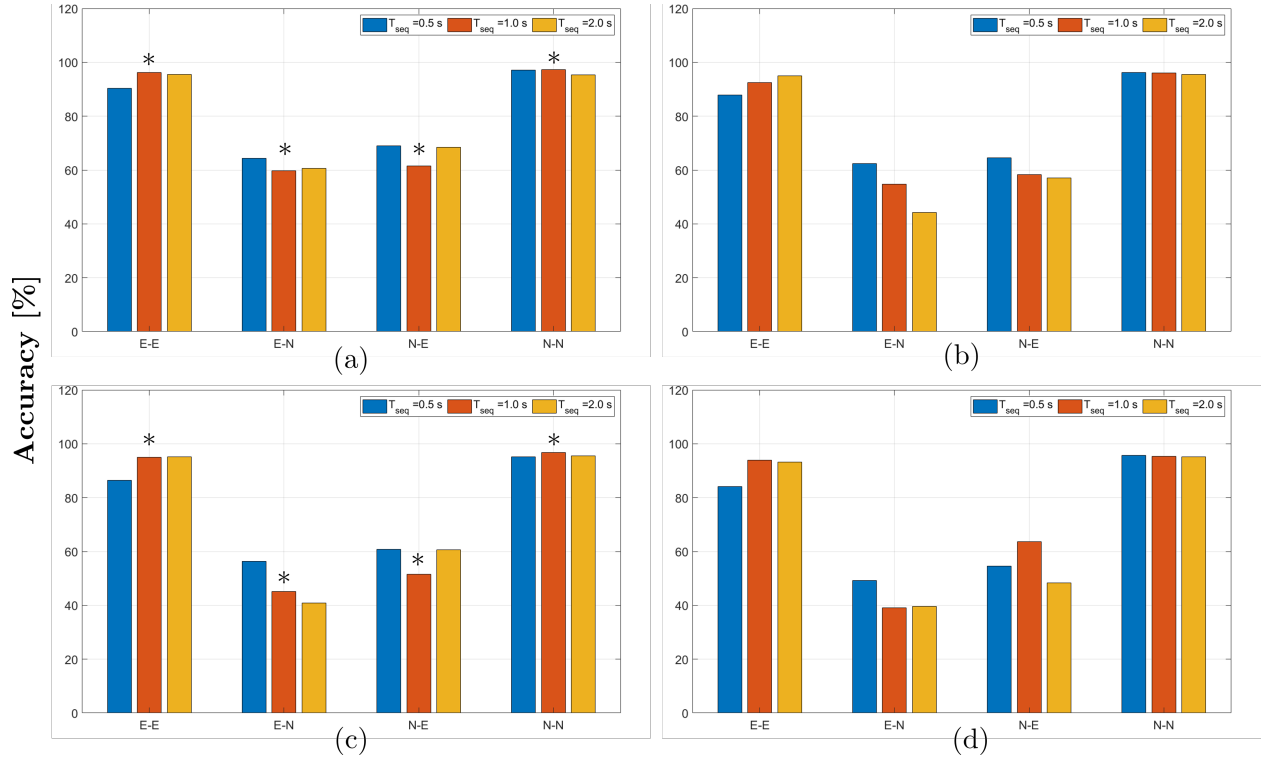 Accuracy [%]
120
100
80
60
40
20
0
T_seq =0.5 s T_seq =1.0 s T_seq =2.0 s
*
*
*
*
E-E E-N N-E N-N
(a)
120
100
80
60
40
20
0
T_seq =0.5 s T_seq =1.0 s T_seq =2.0 s
E-E E-N N-E N-N
(b)
120
100
80
60
40
20
0
T_seq =0.5 s T_seq =1.0 s T_seq =2.0 s
*
*
*
*
E-E E-N N-E N-N
(c)
120
100
80
60
40
20
0
T_seq =0.5 s T_seq =1.0 s T_seq =2.0 s
E-E E-N N-E N-N
(d)